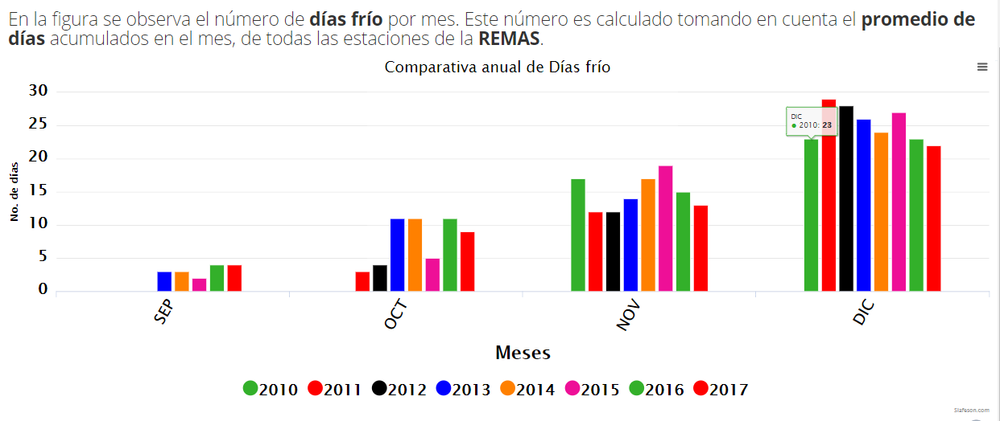 En la figura se observa el número de días frío por mes. Este número es calculado tomando en cuenta el promedio de
días acumulados en el mes, de todas las estaciones de la REMAS.
Comparativa anual de Días frío
30
25
20
15
10
5
0
No. de días
DIC
2010: 23
SEP
OCT
NOV
DIC
Meses
2010 2011 2012 2013 2014 2015 2016 2017
Siafeson.com